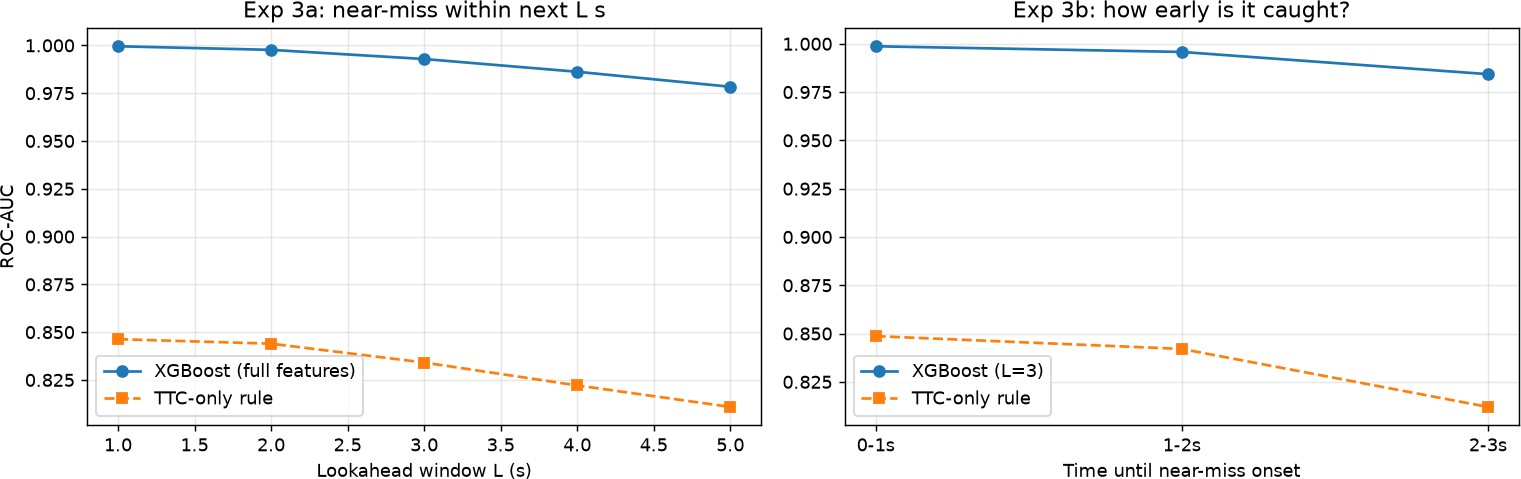 Exp 3a: near-miss within next L s
ROC-AUC
1.000
0.975
0.950
0.925
0.900
0.875
0.850
0.825
XGBoost (full features)
TTC-only rule
1.0 1.5 2.0 2.5 3.0 3.5 4.0 4.5 5.0
Lookahead window L (s)
Exp 3b: how early is it caught?
1.000
0.975
0.950
0.925
0.900
0.875
0.850
0.825
XGBoost (L=3)
TTC-only rule
0-1s 1-2s 2-3s
Time until near-miss onset